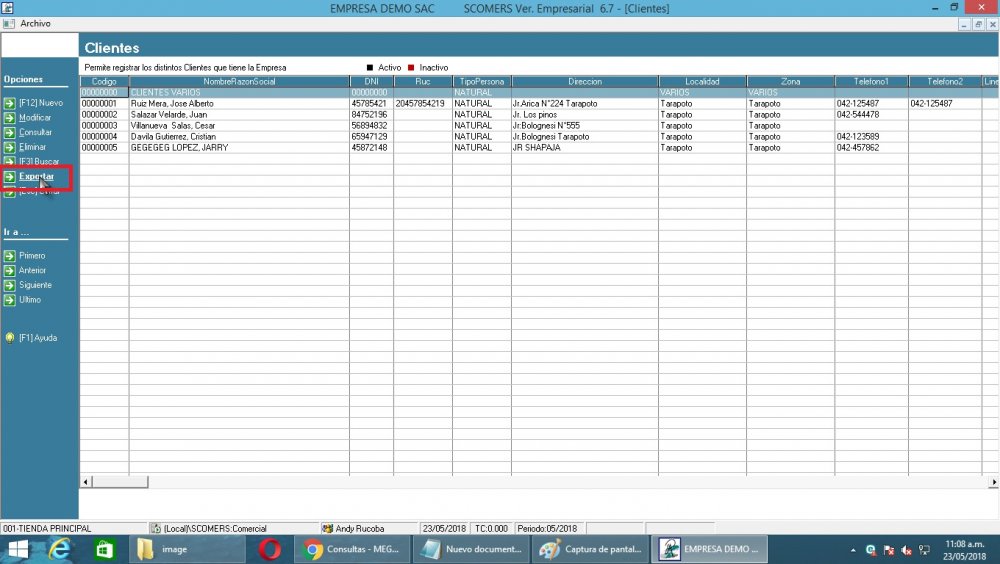 EMPRESA DEMO SAC SCOMERS Ver. Empresarial 6.7 - [Clientes]
Archivo
Clientes
Permite registrar los distintos Clientes que tiene la Empresa Activo Inactivo
Opciones
[F12] Nuevo
Modificar
Consultar
Eliminar
[F3] Buscar
Exportar
Ir a ...
Primero
Anterior
Siguiente
Ultimo
[F1] Ayuda
Codigo NombreRazonSocial DNI Ruc TipoPersona Direccion Localidad Zona Telefono1 Telefono2 Line
00000000 CLIENTES VARIOS 00000000 NATURAL VARIOS VARIOS
00000001 Ruiz Mera, Jose Alberto 45785421 20457854219 NATURAL Jr.Arica N°224 Tarapoto Tarapoto Tarapoto 042-125487 042-125487
00000002 Salazar Velarde, Juan 84752196 NATURAL Jr. Los pinos Tarapoto Tarapoto 042-544478
00000003 Villanueva Salas, Cesar 56894832 NATURAL Jr.Bolognesi N°555 Tarapoto Tarapoto
00000004 Davila Gutierrez, Cristian 65947129 NATURAL Jr.Bolognesi Tarapoto Tarapoto Tarapoto 042-123589
00000005 GEGEGEG LOPEZ, JARRY 45872148 NATURAL JR SHAPAJA Tarapoto Tarapoto 042-457862
001-TIENDA PRINCIPAL (Local)\SCOMERS:Comercial Andy Rucoba 23/05/2018 TC:0.000 Periodo:05/2018
image Consultas - MEG... Nuevo document... Captura de pantal... EMPRESA DEMO ... 11:08 a.m.
23/05/2018